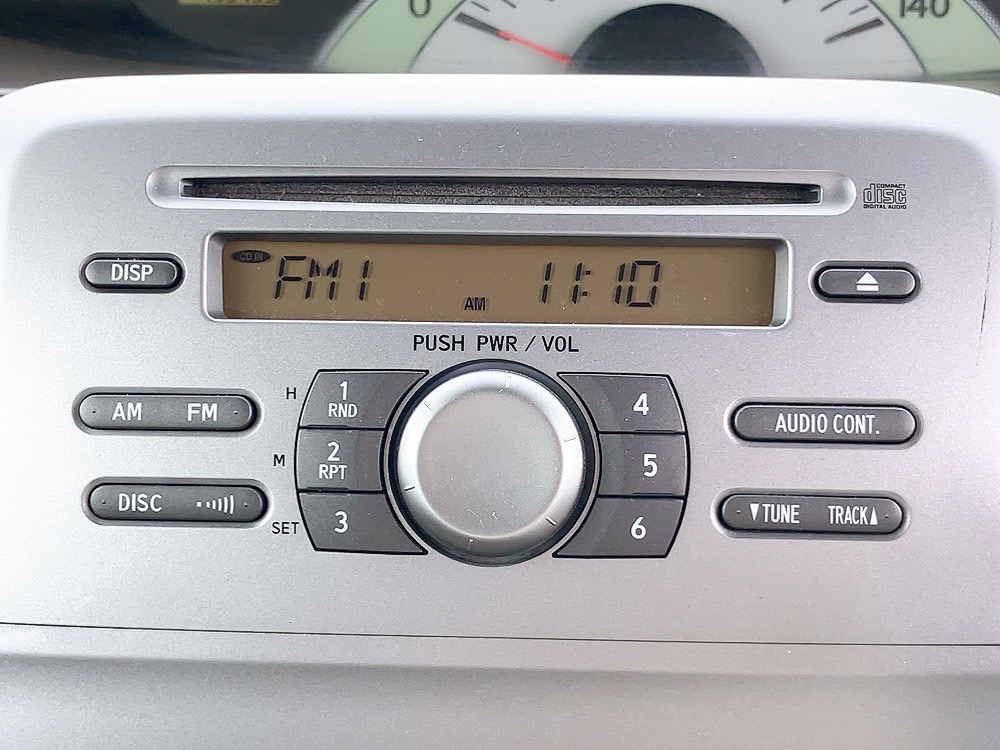 0 140
COMPACT
disc
DIGITAL AUDIO
DISP
CD IN
FM1 AM 11:10
PUSH PWR / VOL
AM FM
H
1
RND
4
AUDIO CONT.
M
2
RPT
5
DISC
▼TUNE TRACK▲
SET
3
6